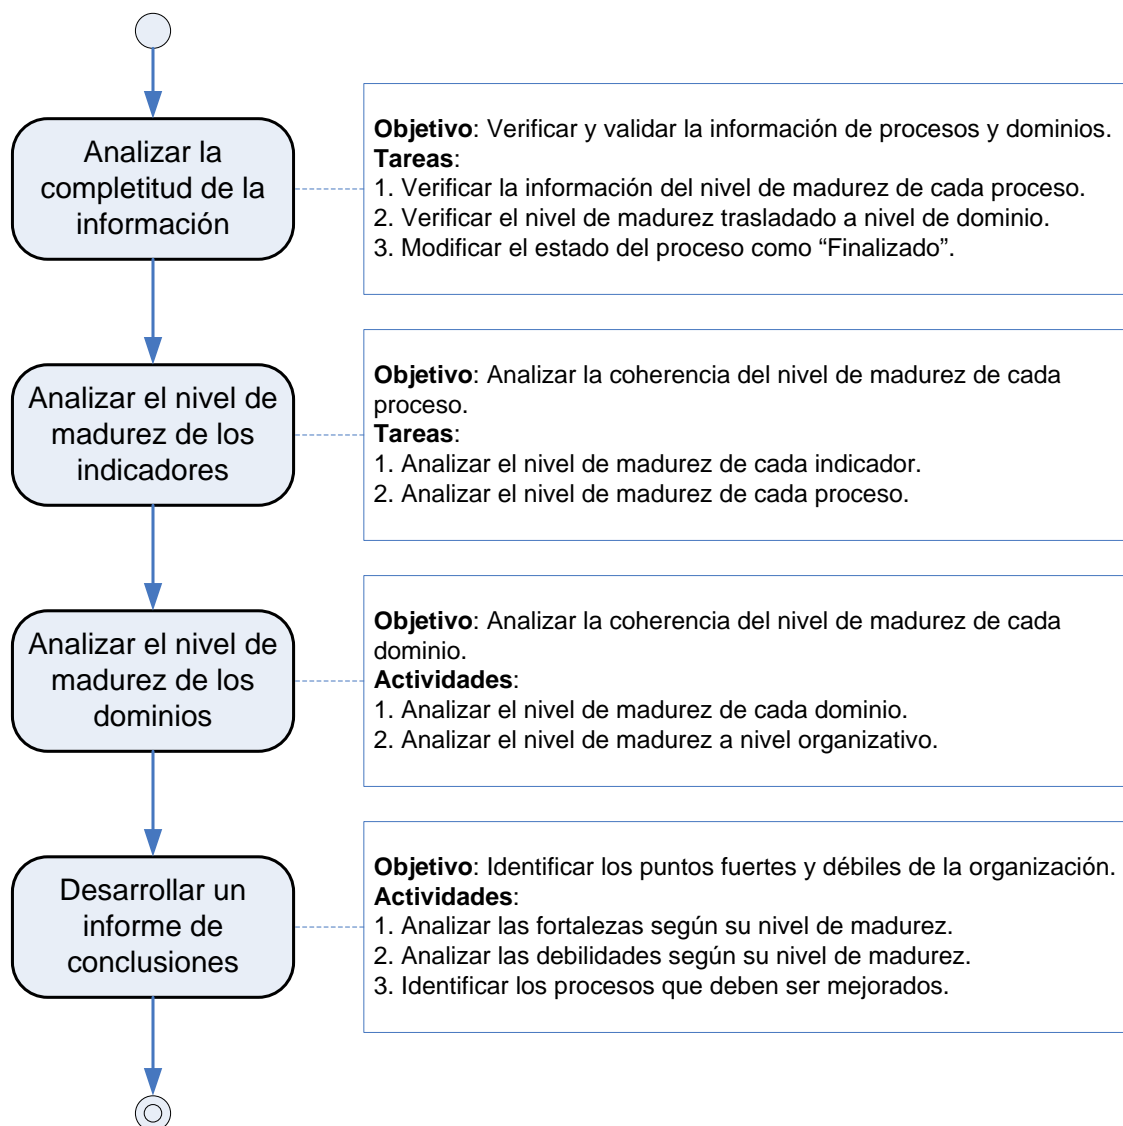 Analizar la
completitud de la
información
Objetivo: Verificar y validar la información de procesos y dominios.
Tareas:
1. Verificar la información del nivel de madurez de cada proceso.
2. Verificar el nivel de madurez trasladado a nivel de dominio.
3. Modificar el estado del proceso como “Finalizado”.
Analizar el nivel de
madurez de los
indicadores
Objetivo: Analizar la coherencia del nivel de madurez de cada
proceso.
Tareas:
1. Analizar el nivel de madurez de cada indicador.
2. Analizar el nivel de madurez de cada proceso.
Analizar el nivel de
madurez de los
dominios
Objetivo: Analizar la coherencia del nivel de madurez de cada
dominio.
Actividades:
1. Analizar el nivel de madurez de cada dominio.
2. Analizar el nivel de madurez a nivel organizativo.
Desarrollar un
informe de
conclusiones
Objetivo: Identificar los puntos fuertes y débiles de la organización.
Actividades:
1. Analizar las fortalezas según su nivel de madurez.
2. Analizar las debilidades según su nivel de madurez.
3. Identificar los procesos que deben ser mejorados.